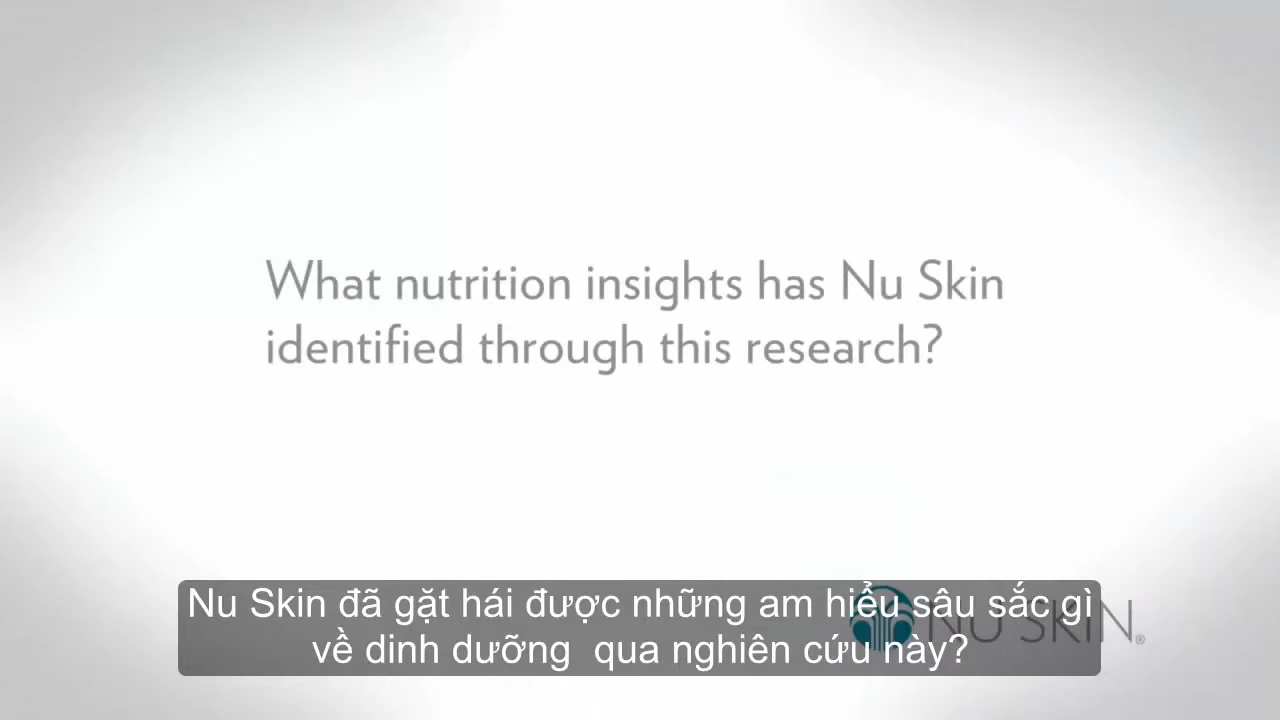 What nutrition insights has Nu Skin
identified through this research?
Nu Skin đã gặt hái được những am hiểu sâu sắc gì
về dinh dưỡng  qua nghiên cứu này?
NU SKIN®